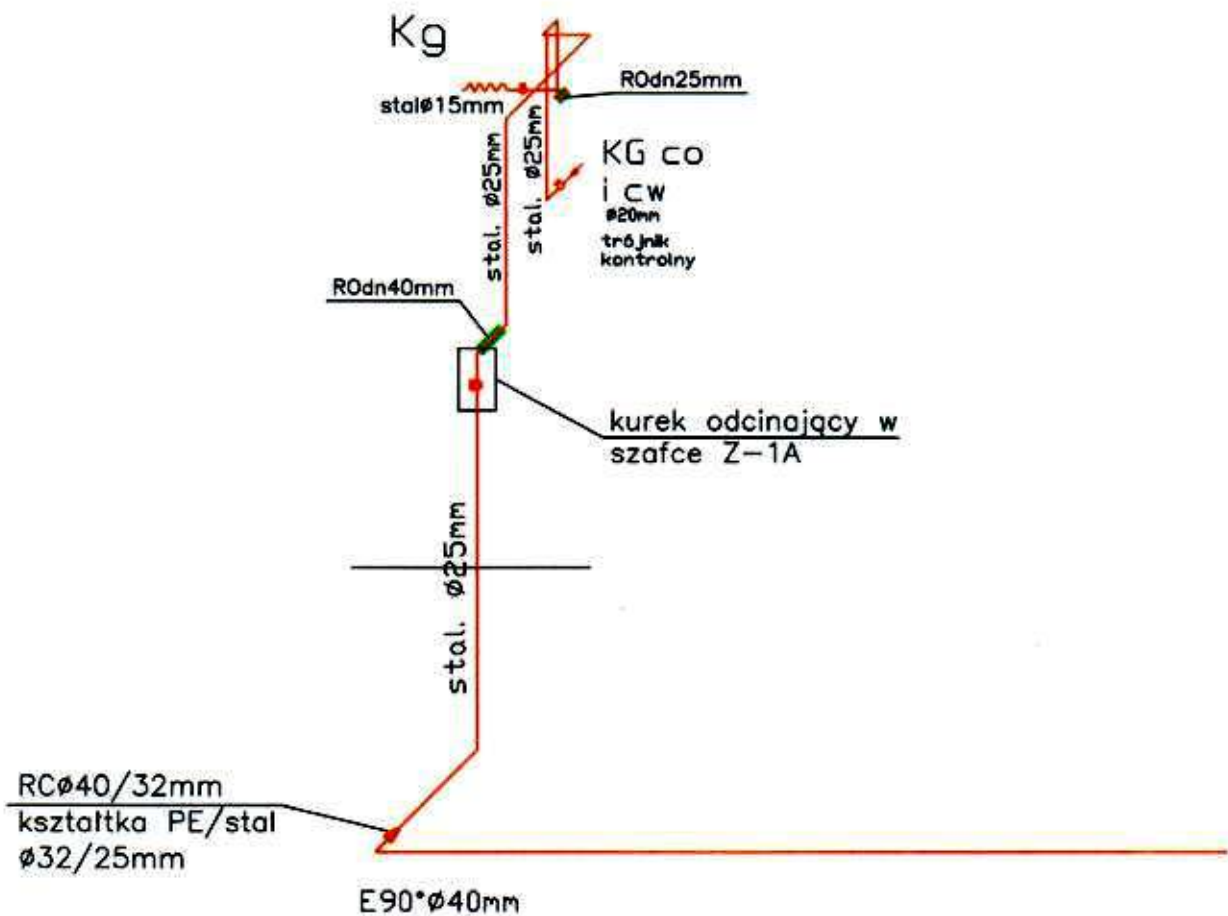 Kg
ROdn25mm
stalø15mm
stal. ø25mm
stal. ø25mm
KG co
i cw
ø20mm
trójnik
kontrolny
ROdn40mm
kurek odcinający w
szafce Z-1A
stal. ø25mm
RCø40/32mm
kształtka PE/stal
ø32/25mm
E90°ø40mm